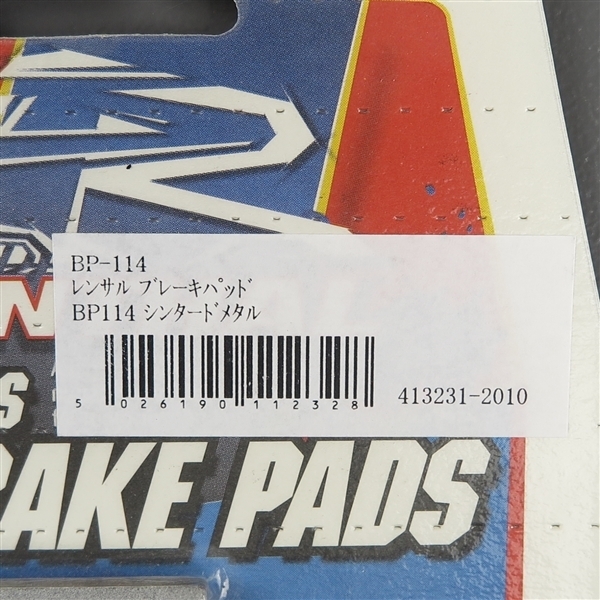 BP-114
レンサル ブレーキパッド
BP114 シンタードメタル
5 026190 112328
413231-2010
AKE PADS